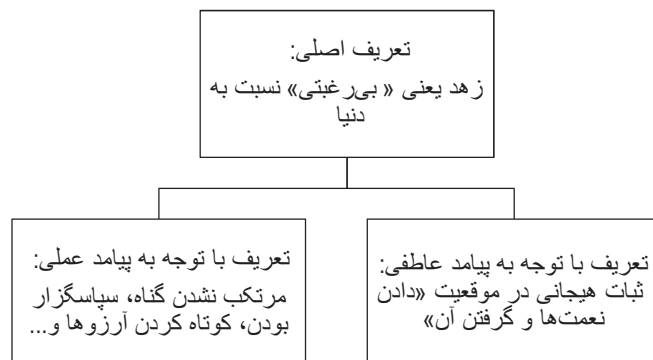 تعریف اصلی:
زهد یعنی « بی‌رغبتی» نسبت به
دنیا
تعریف با توجه به پیامد عاطفی:
ثبات هیجانی در موقعیت «دادن
نعمت‌ها و گرفتن آن»
تعریف با توجه به پیامد عملی:
مرتکب نشدن گناه، سپاسگزار
بودن، کوتاه کردن آرزوها و...